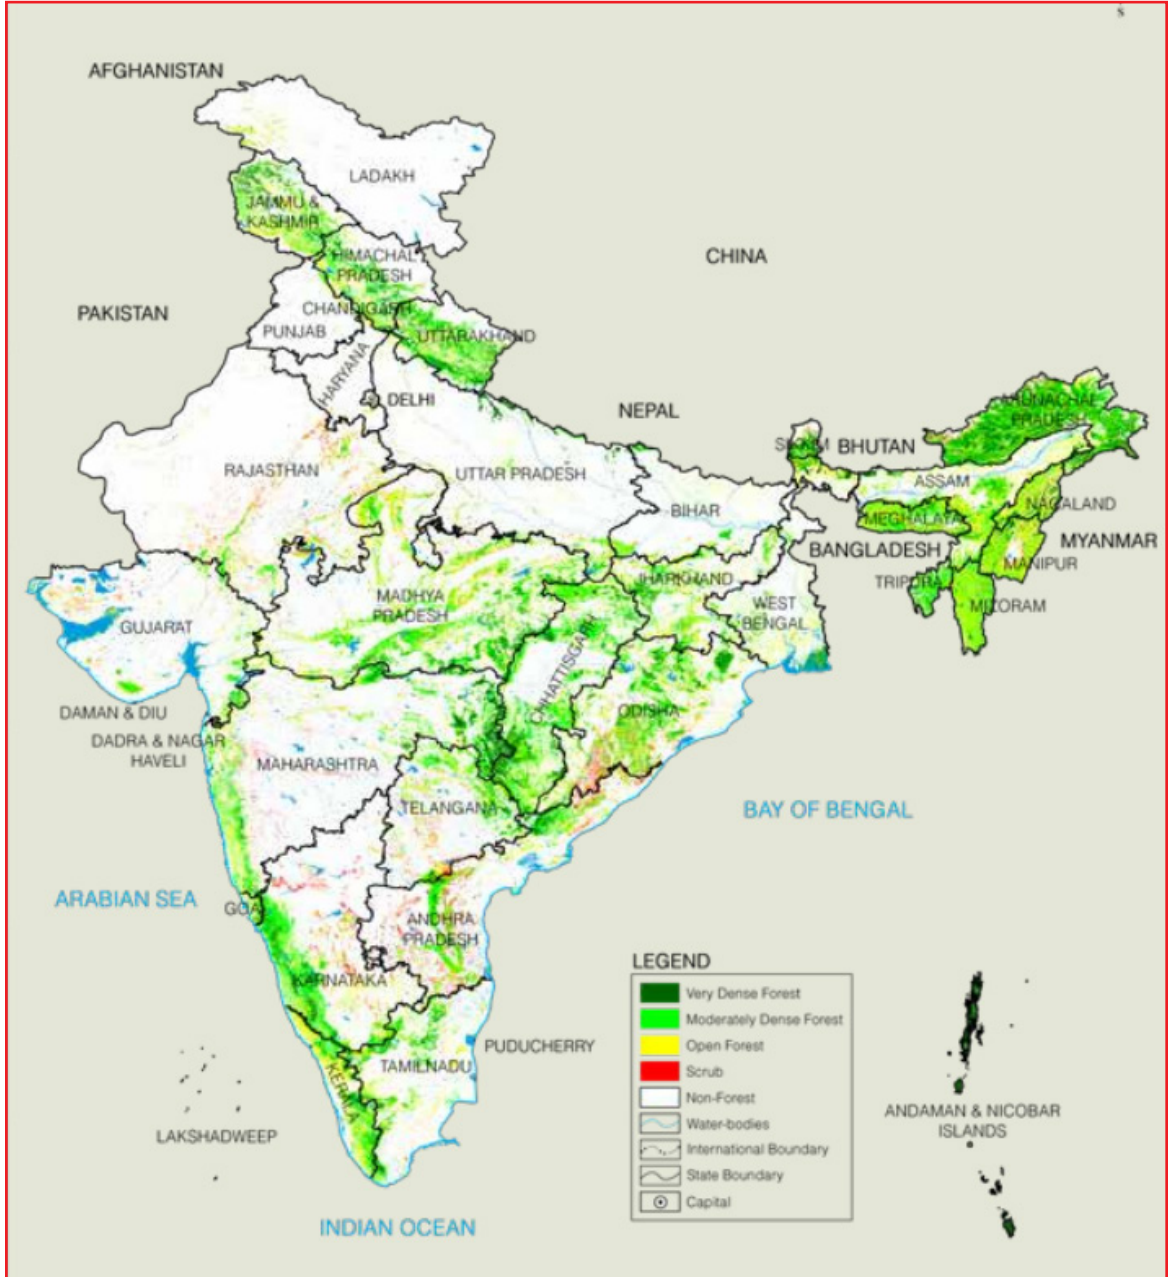 S
AFGHANISTAN
LADAKH
JAMMU &
KASHMIR
HIMACHAL
PRADESH
CHINA
PAKISTAN
CHANDIGARH
PUNJAB
UTTARAKHAND
HARYANA
DELHI
NEPAL
ARUNACHAL
PRADESH
SIKKIM
BHUTAN
RAJASTHAN
UTTAR PRADESH
ASSAM
NAGALAND
BIHAR
MEGHALAYA
MYANMAR
BANGLADESH
MANIPUR
TRIPURA
JHARKHAND
MADHYA
PRADESH
WEST
BENGAL
MIZORAM
GUJARAT
CHHATTISGARH
DAMAN & DIU
ODISHA
DADRA & NAGAR
HAVELI
MAHARASHTRA
TELANGANA
BAY OF BENGAL
ARABIAN SEA
GOA
ANDHRA
PRADESH
KARNATAKA
LEGEND
Very Dense Forest
Moderately Dense Forest
Open Forest
Scrub
Non-Forest
Water-bodies
International Boundary
State Boundary
Capital
PUDUCHERRY
TAMILNADU
KERALA
LAKSHADWEEP
ANDAMAN & NICOBAR
ISLANDS
INDIAN OCEAN